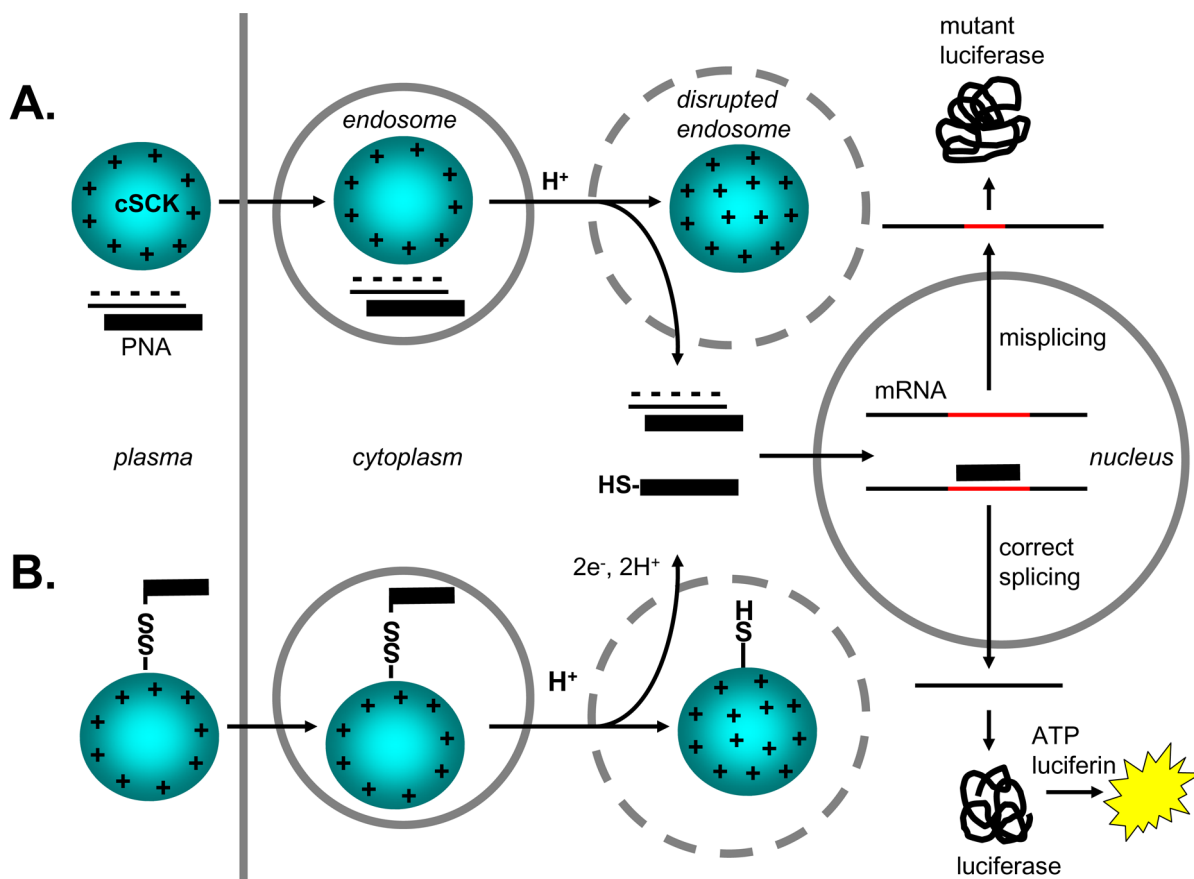 A.
cSCK
PNA
endosome
H⁺
disrupted
endosome
mutant
luciferase
misplicing
mRNA
nucleus
plasma
cytoplasm
HS-
correct
splicing
B.
S
S
S
S
H⁺
2e⁻, 2H⁺
H
S
ATP
luciferin
luciferase